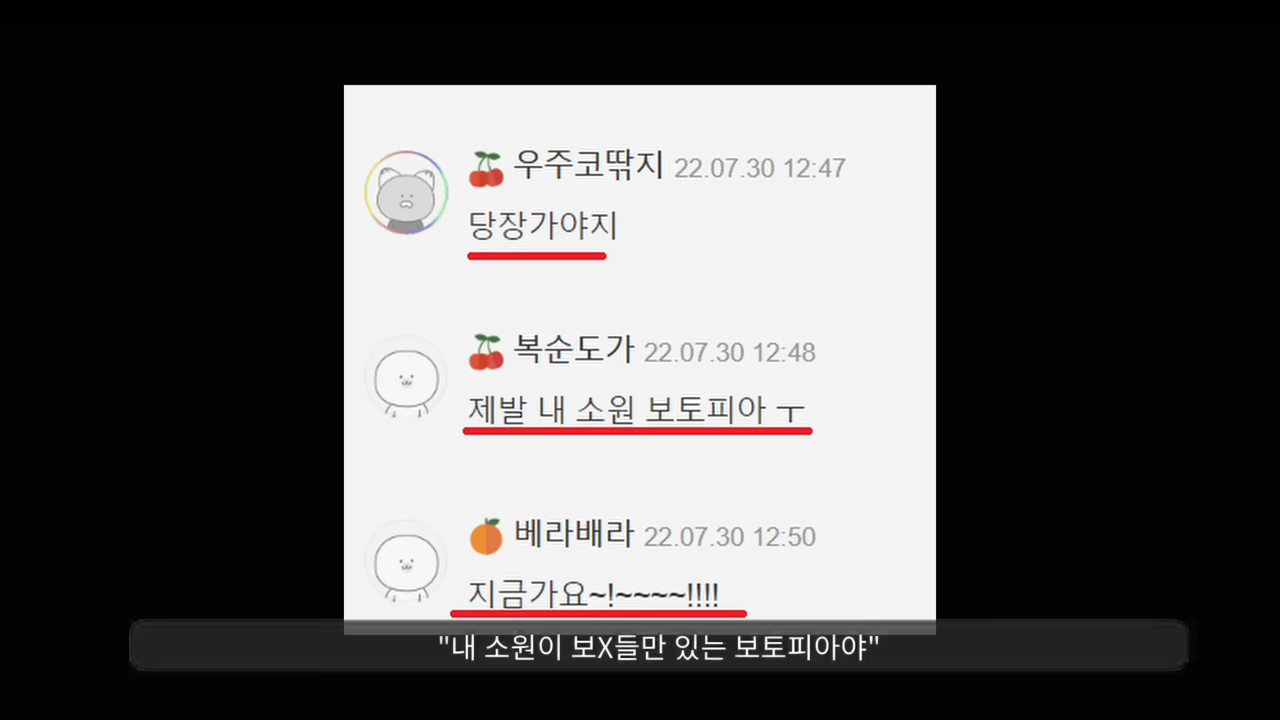 우주코딲지 22.07.30 12:47
당장가야지
복순도가 22.07.30 12:48
제발 내 소원 보토피아 ㅜ
베라배라 22.07.30 12:50
지금가요~!~~~~!!!!
"내 소원이 보X들만 있는 보토피아야"